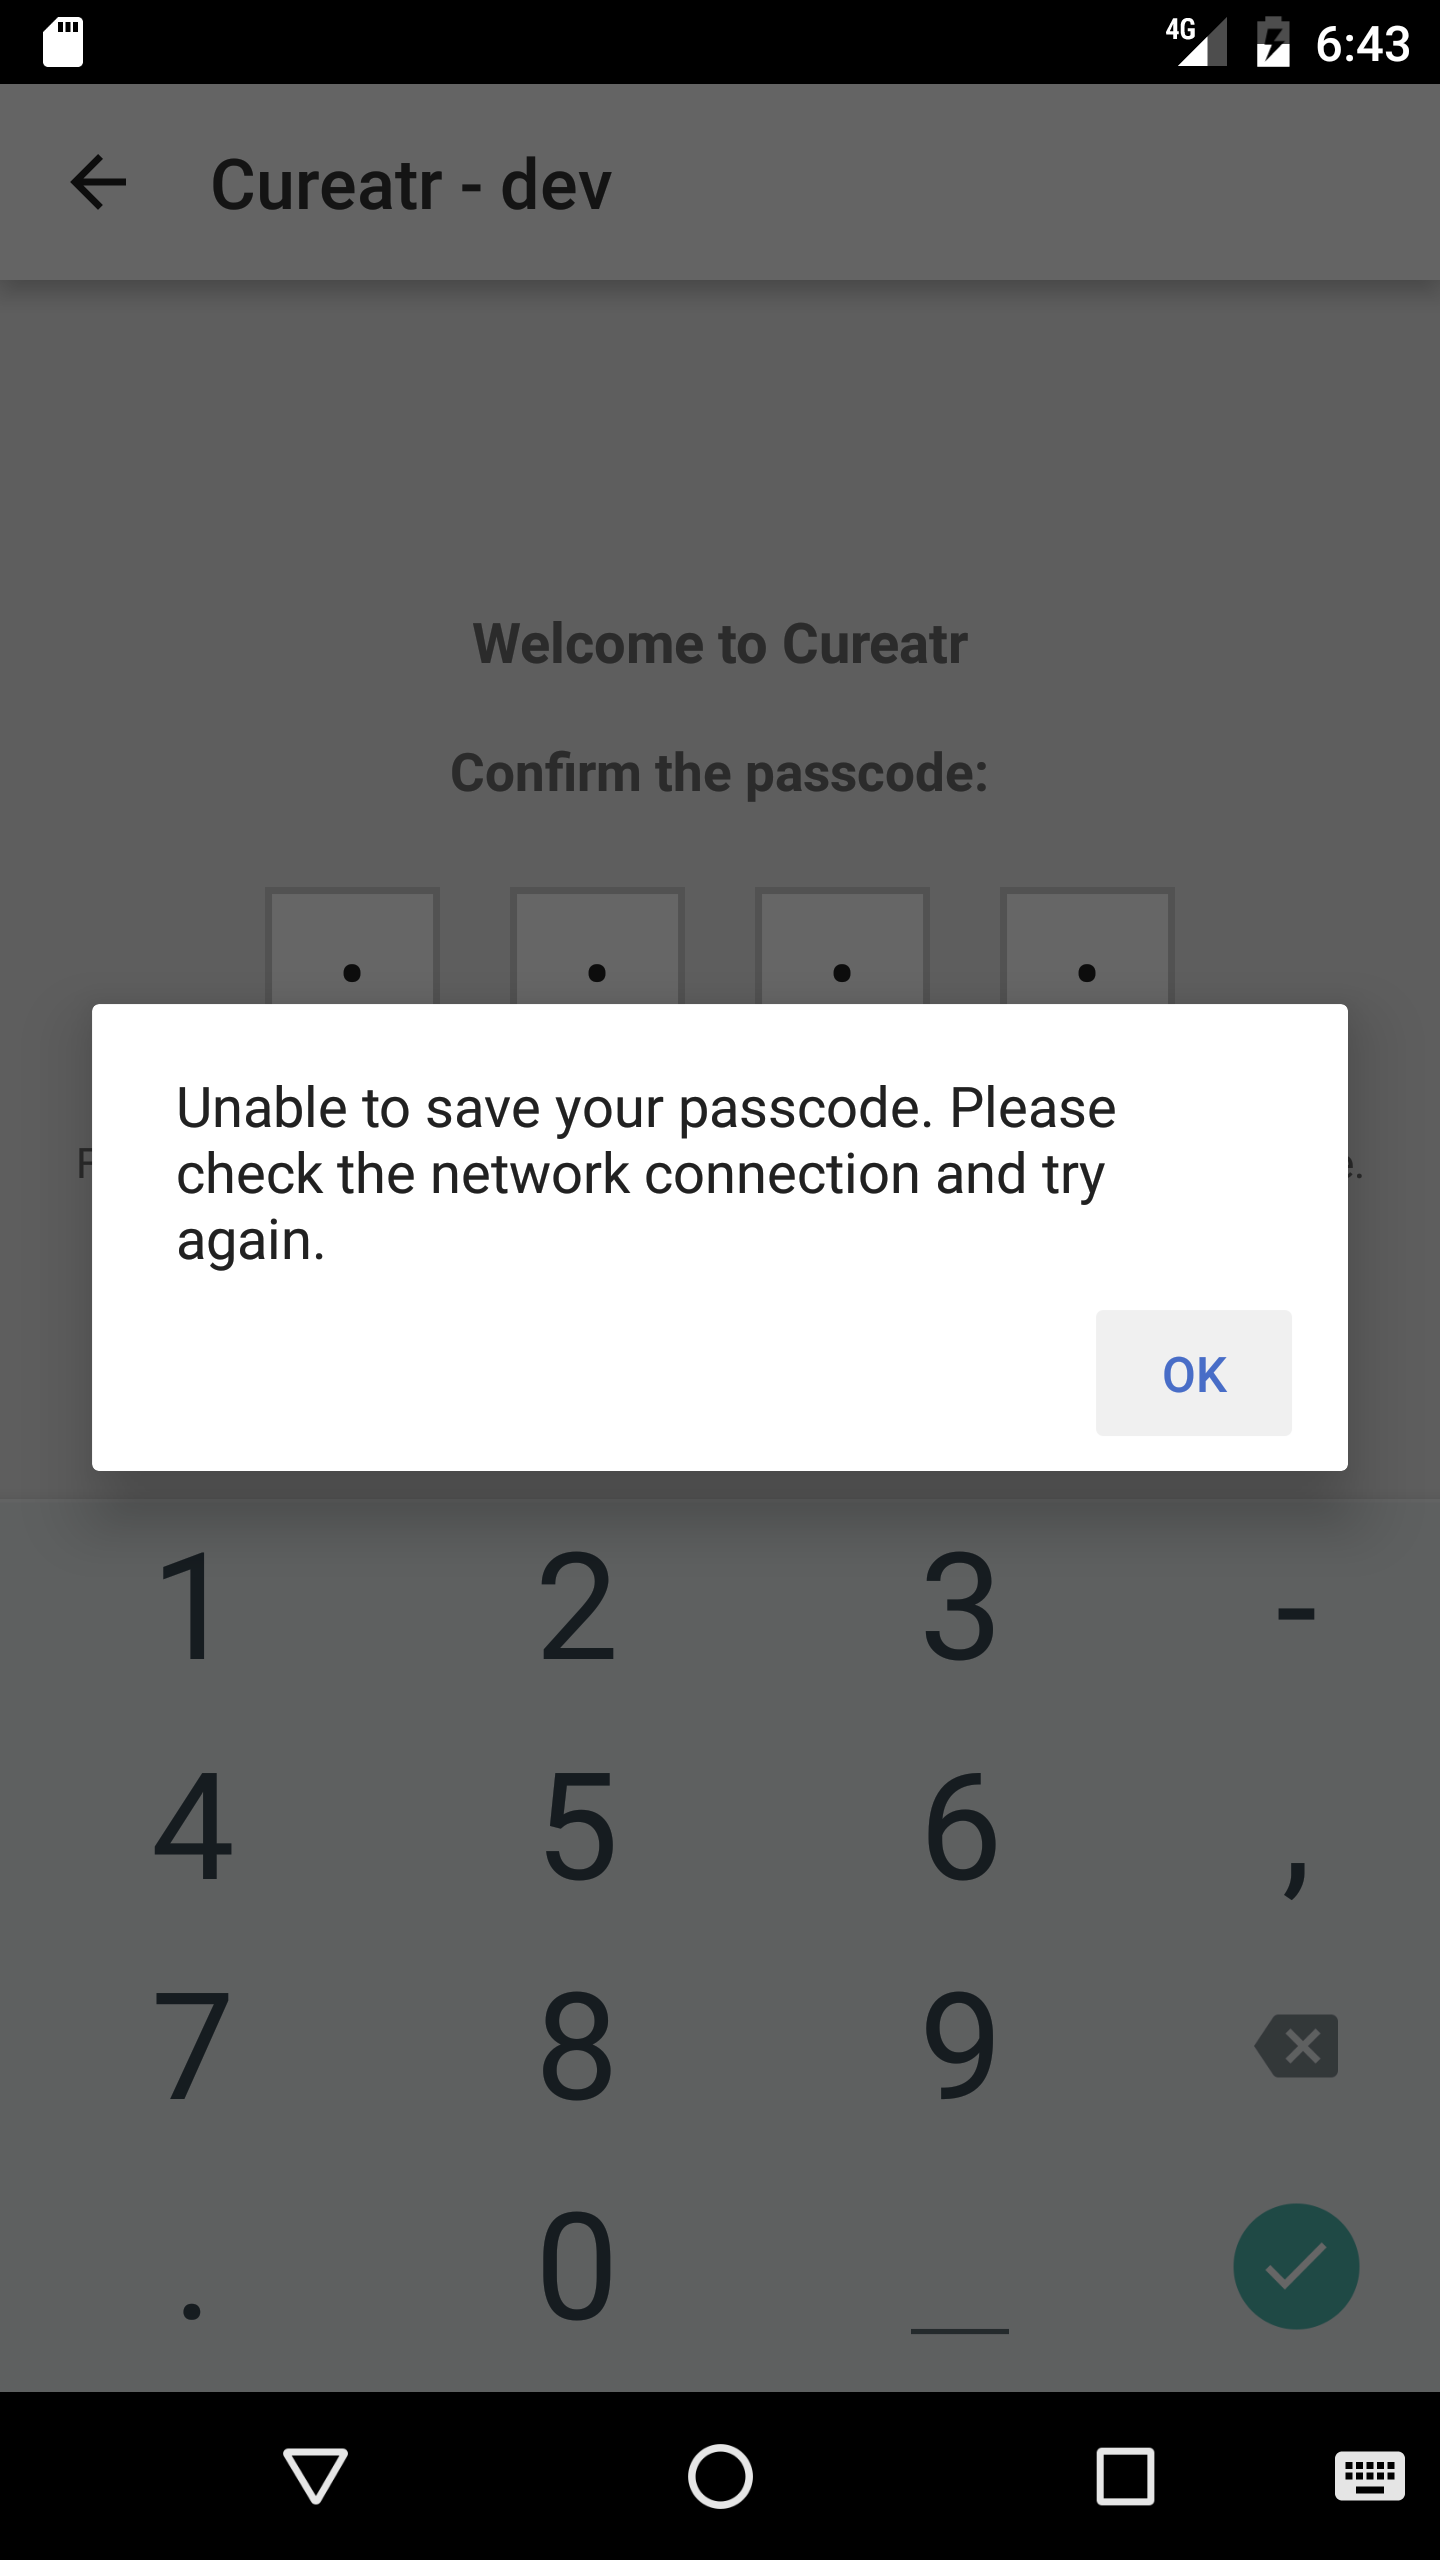 4G 6:43
Cureatr - dev
Welcome to Cureatr
Confirm the passcode:
Unable to save your passcode. Please
check the network connection and try
again.
OK
1 2 3 -
4 5 6 ,
7 8 9
. 0